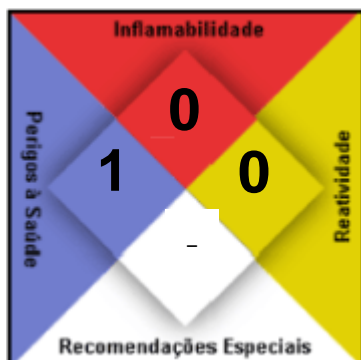 Inflamabilidade
0
Perigos à Saúde
1
0
Reatividade
-
Recomendações Especiais